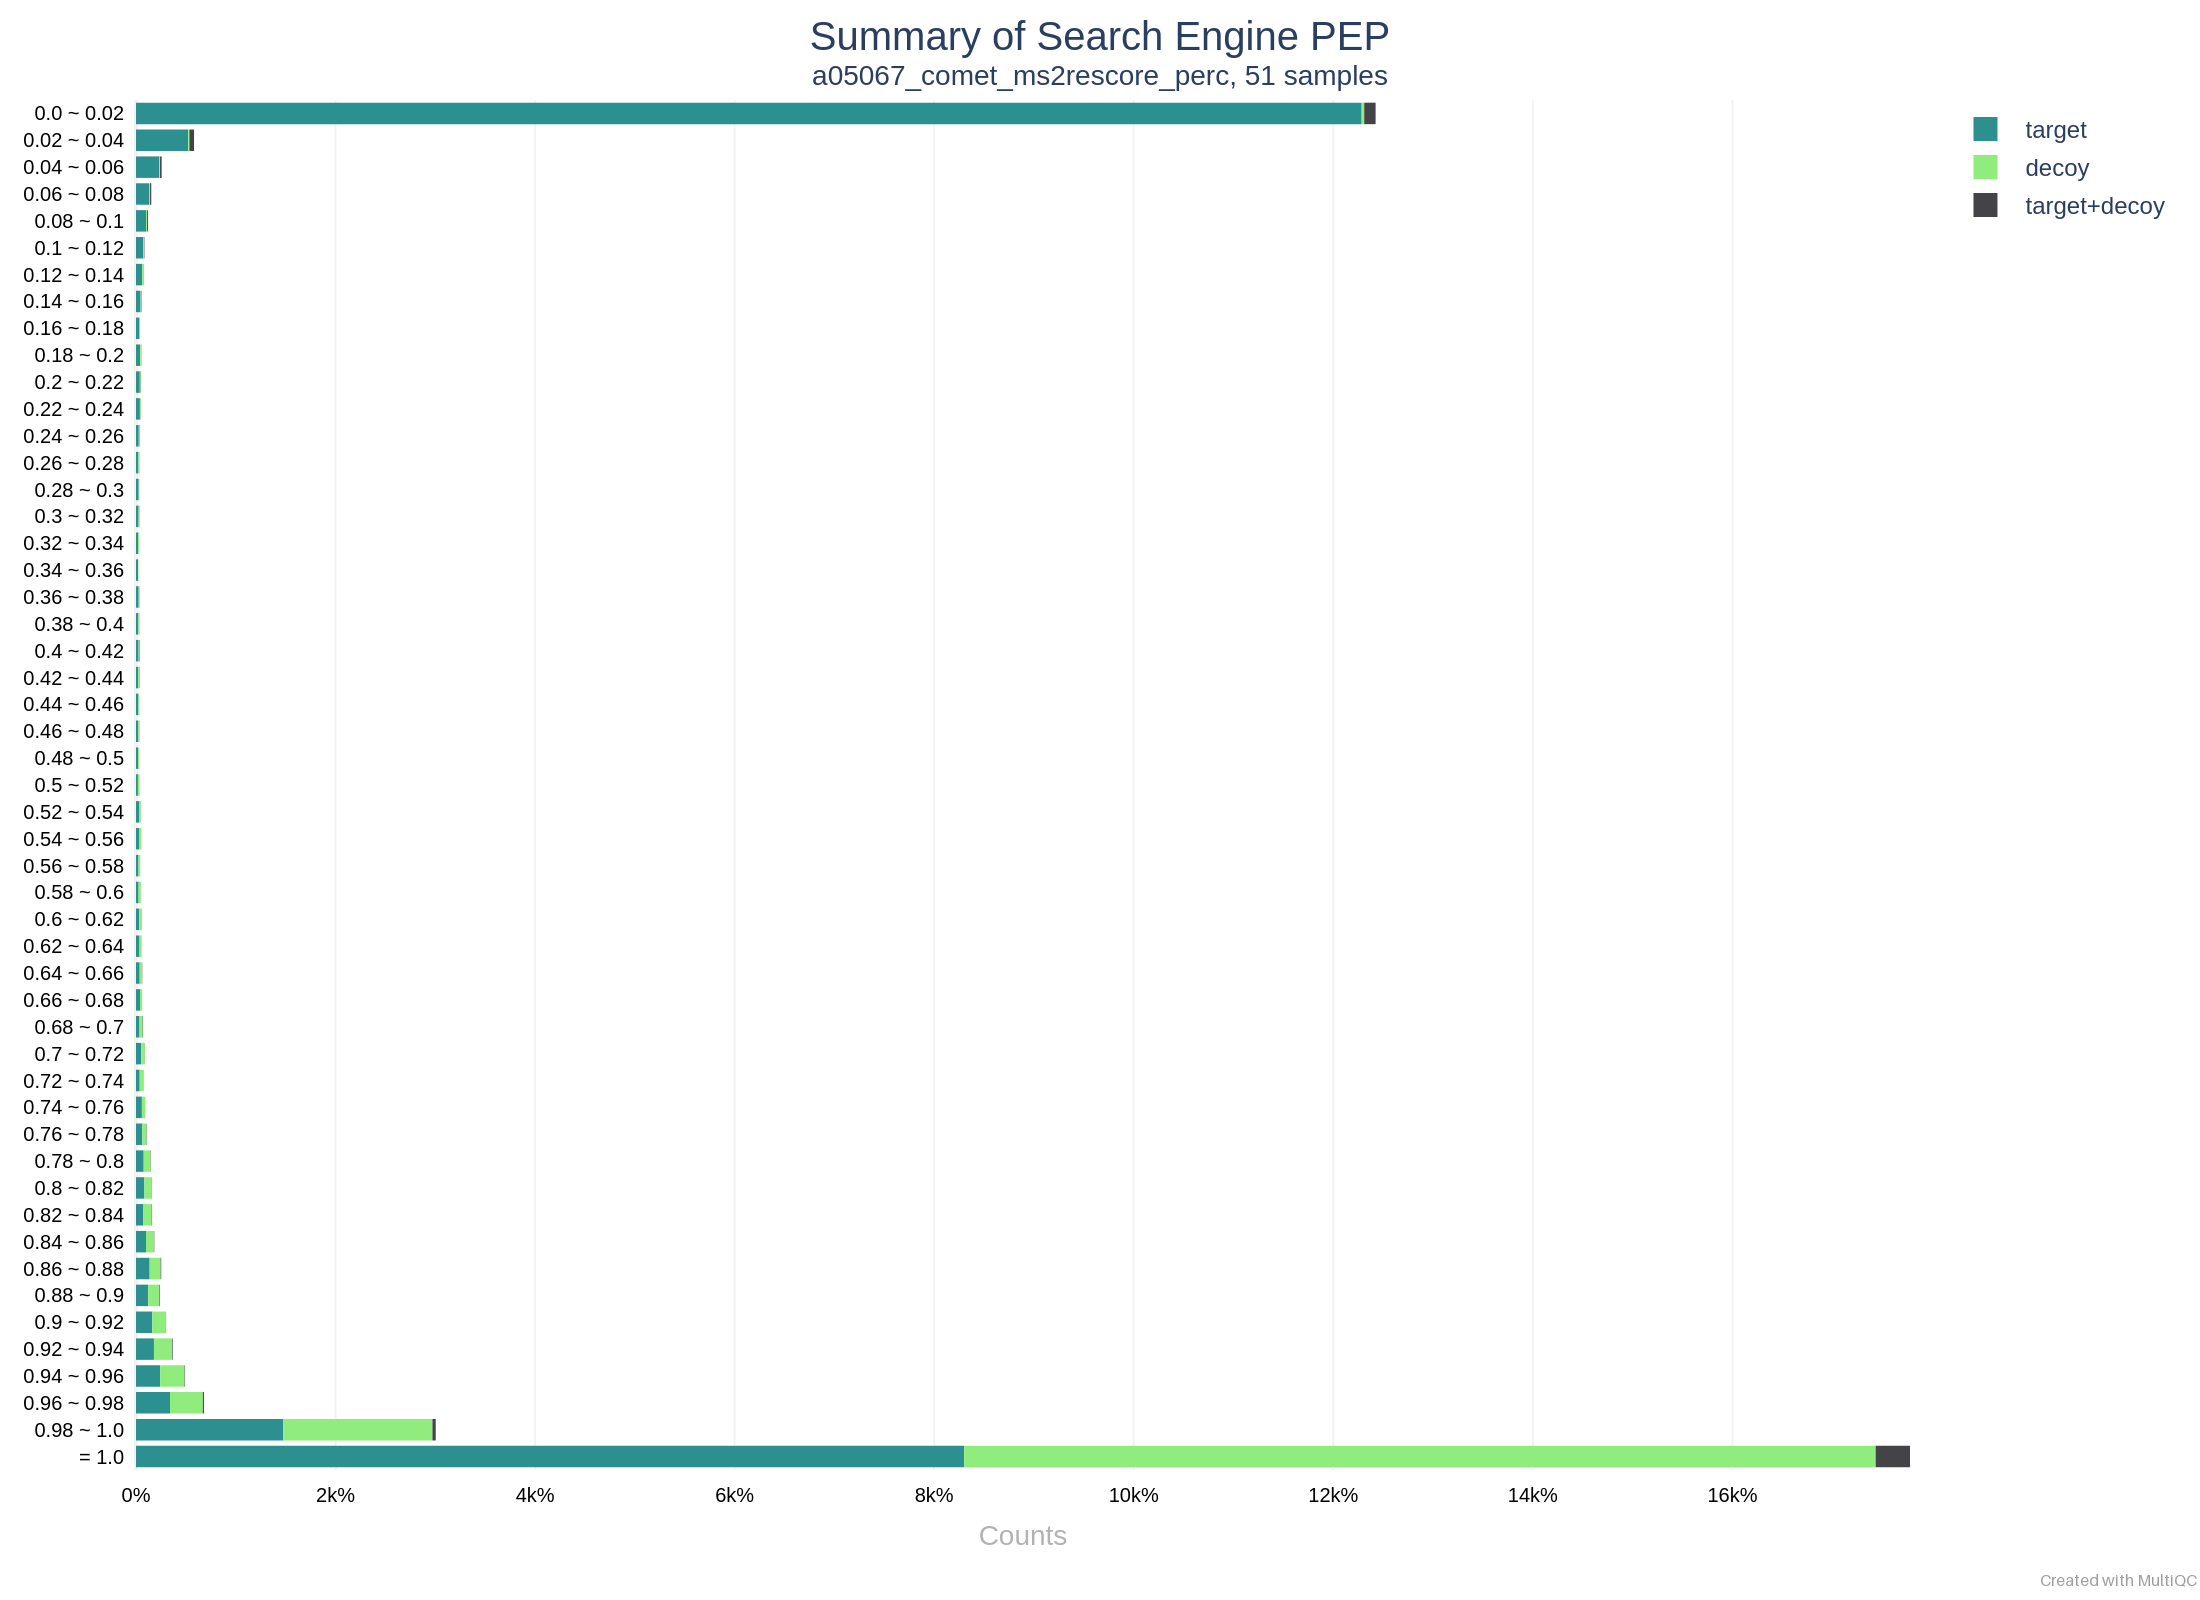 Summary of Search Engine PEP
a05067_comet_ms2rescore_perc, 51 samples
0.0 ~ 0.02
0.02 ~ 0.04
0.04 ~ 0.06
0.06 ~ 0.08
0.08 ~ 0.1
0.1 ~ 0.12
0.12 ~ 0.14
0.14 ~ 0.16
0.16 ~ 0.18
0.18 ~ 0.2
0.2 ~ 0.22
0.22 ~ 0.24
0.24 ~ 0.26
0.26 ~ 0.28
0.28 ~ 0.3
0.3 ~ 0.32
0.32 ~ 0.34
0.34 ~ 0.36
0.36 ~ 0.38
0.38 ~ 0.4
0.4 ~ 0.42
0.42 ~ 0.44
0.44 ~ 0.46
0.46 ~ 0.48
0.48 ~ 0.5
0.5 ~ 0.52
0.52 ~ 0.54
0.54 ~ 0.56
0.56 ~ 0.58
0.58 ~ 0.6
0.6 ~ 0.62
0.62 ~ 0.64
0.64 ~ 0.66
0.66 ~ 0.68
0.68 ~ 0.7
0.7 ~ 0.72
0.72 ~ 0.74
0.74 ~ 0.76
0.76 ~ 0.78
0.78 ~ 0.8
0.8 ~ 0.82
0.82 ~ 0.84
0.84 ~ 0.86
0.86 ~ 0.88
0.88 ~ 0.9
0.9 ~ 0.92
0.92 ~ 0.94
0.94 ~ 0.96
0.96 ~ 0.98
0.98 ~ 1.0
= 1.0
0% 2k% 4k% 6k% 8k% 10k% 12k% 14k% 16k%
Counts
target
decoy
target+decoy
Created with MultiQC